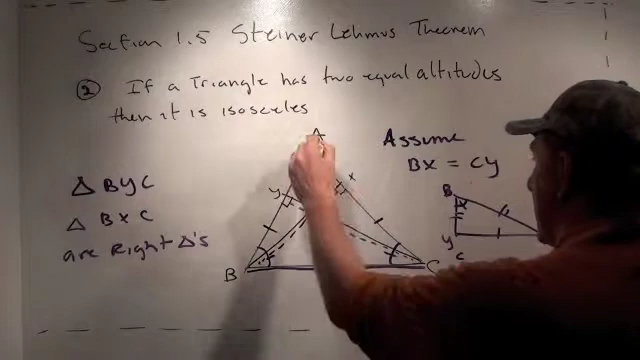 Section 1.5 Steiner Lehmus Theorem
② If a Triangle has two equal altitudes
then it is isosceles
A
Assume
BX = CY
△ BYC
△ BXC
are Right △'s
Y
X
B
C
B
Y
C